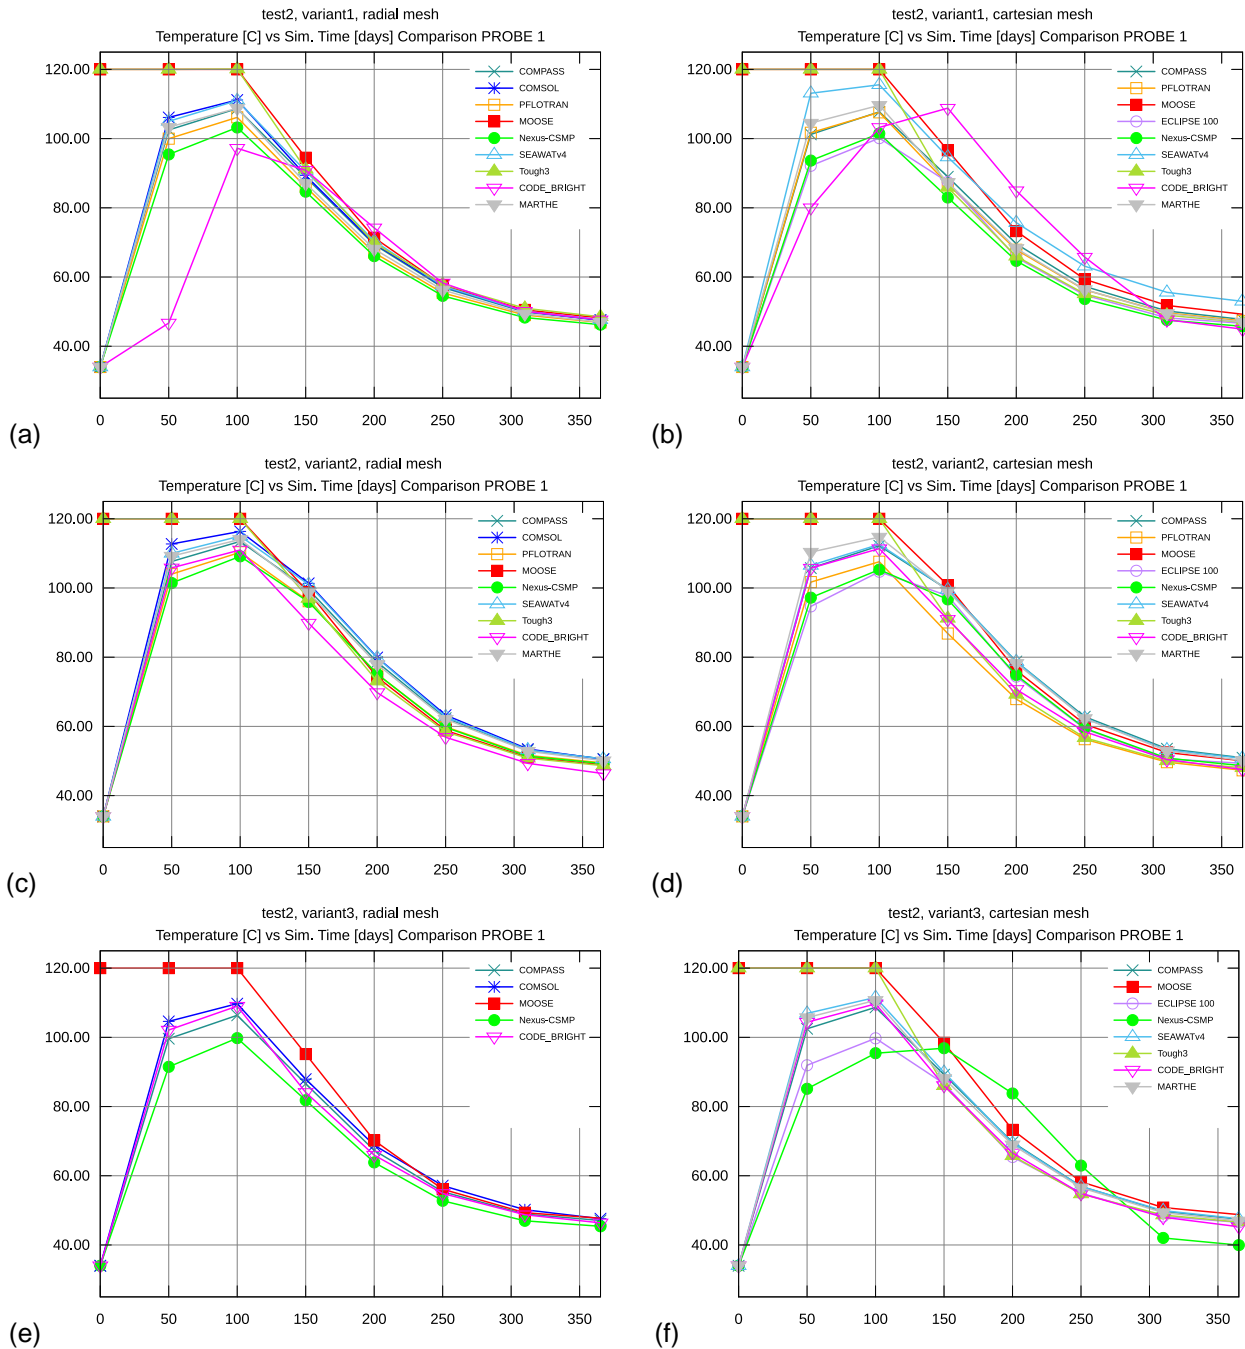 test2, variant1, radial mesh
Temperature [C] vs Sim. Time [days] Comparison PROBE 1
120.00
100.00
80.00
60.00
40.00
0 50 100 150 200 250 300 350
COMPASS
COMSOL
PFLOTRAN
MOOSE
Nexus-CSMP
SEAWATv4
Tough3
CODE_BRIGHT
MARTHE
(a)
test2, variant1, cartesian mesh
Temperature [C] vs Sim. Time [days] Comparison PROBE 1
120.00
100.00
80.00
60.00
40.00
0 50 100 150 200 250 300 350
COMPASS
PFLOTRAN
MOOSE
ECLIPSE 100
Nexus-CSMP
SEAWATv4
Tough3
CODE_BRIGHT
MARTHE
(b)
test2, variant2, radial mesh
Temperature [C] vs Sim. Time [days] Comparison PROBE 1
120.00
100.00
80.00
60.00
40.00
0 50 100 150 200 250 300 350
COMPASS
COMSOL
PFLOTRAN
MOOSE
Nexus-CSMP
SEAWATv4
Tough3
CODE_BRIGHT
MARTHE
(c)
test2, variant2, cartesian mesh
Temperature [C] vs Sim. Time [days] Comparison PROBE 1
120.00
100.00
80.00
60.00
40.00
0 50 100 150 200 250 300 350
COMPASS
PFLOTRAN
MOOSE
ECLIPSE 100
Nexus-CSMP
SEAWATv4
Tough3
CODE_BRIGHT
MARTHE
(d)
test2, variant3, radial mesh
Temperature [C] vs Sim. Time [days] Comparison PROBE 1
120.00
100.00
80.00
60.00
40.00
0 50 100 150 200 250 300 350
COMPASS
COMSOL
MOOSE
Nexus-CSMP
CODE_BRIGHT
(e)
test2, variant3, cartesian mesh
Temperature [C] vs Sim. Time [days] Comparison PROBE 1
120.00
100.00
80.00
60.00
40.00
0 50 100 150 200 250 300 350
COMPASS
MOOSE
ECLIPSE 100
Nexus-CSMP
SEAWATv4
Tough3
CODE_BRIGHT
MARTHE
(f)